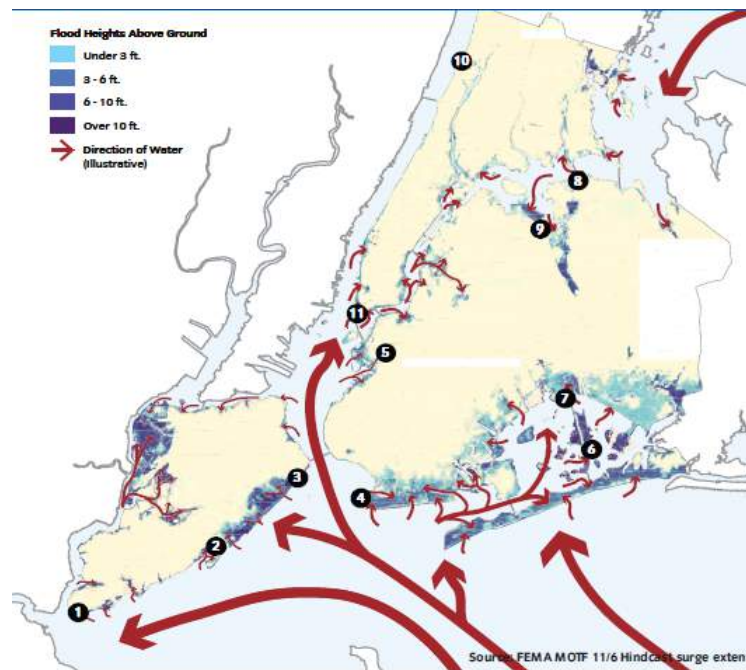 Flood Heights Above Ground
Under 3 ft.
3 - 6 ft.
6 - 10 ft.
Over 10 ft.
Direction of Water
(Illustrative)
10
8
9
11
5
7
6
3
4
2
1
Source: FEMA MOTF 11/6 Hindcast surge exten